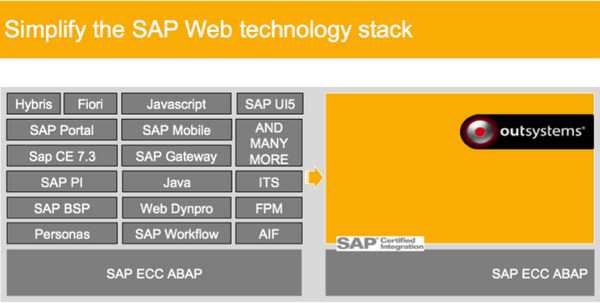 Simplify the SAP Web technology stack
Hybris Fiori Javascript SAP UI5
SAP Portal SAP Mobile AND
MANY
MORE
Sap CE 7.3 SAP Gateway
SAP PI Java ITS
SAP BSP Web Dynpro FPM
Personas SAP Workflow AIF
SAP ECC ABAP
outsystems®
SAP® Certified
Integration
SAP ECC ABAP